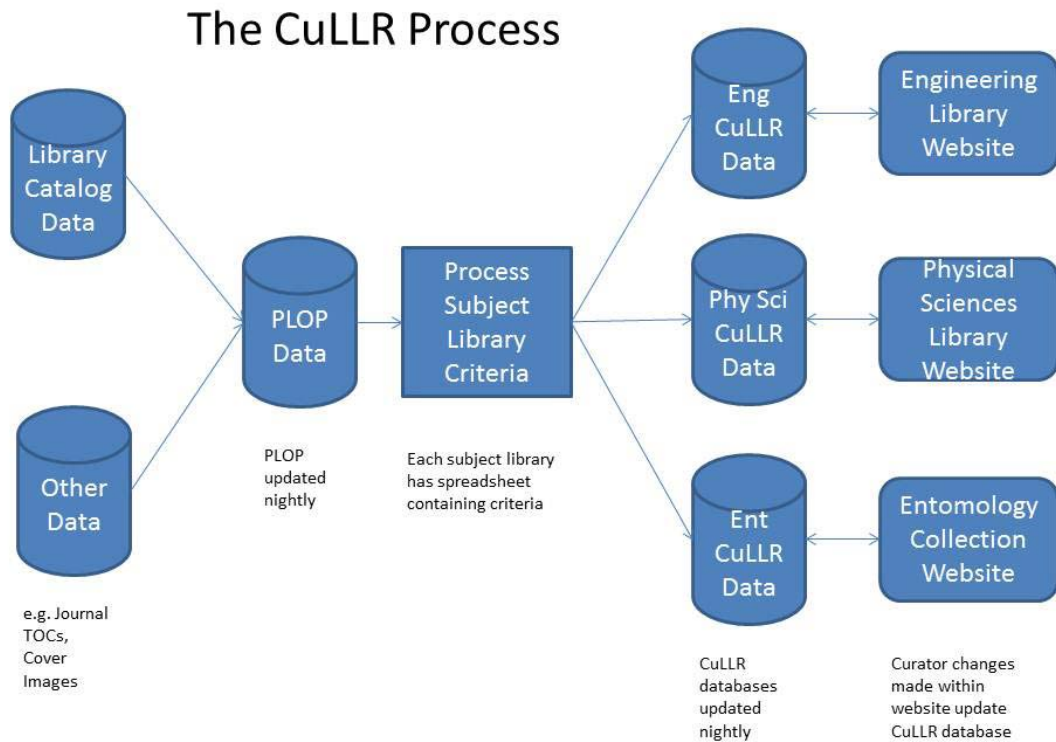 The CuLLR Process
Library
Catalog
Data
Other
Data
e.g. Journal
TOCs,
Cover
Images
PLOP
Data
PLOP
updated
nightly
Process
Subject
Library
Criteria
Each subject library
has spreadsheet
containing criteria
Eng
CuLLR
Data
Phy Sci
CuLLR
Data
Ent
CuLLR
Data
CuLLR
databases
updated
nightly
Engineering
Library
Website
Physical
Sciences
Library
Website
Entomology
Collection
Website
Curator changes
made within
website update
CuLLR database